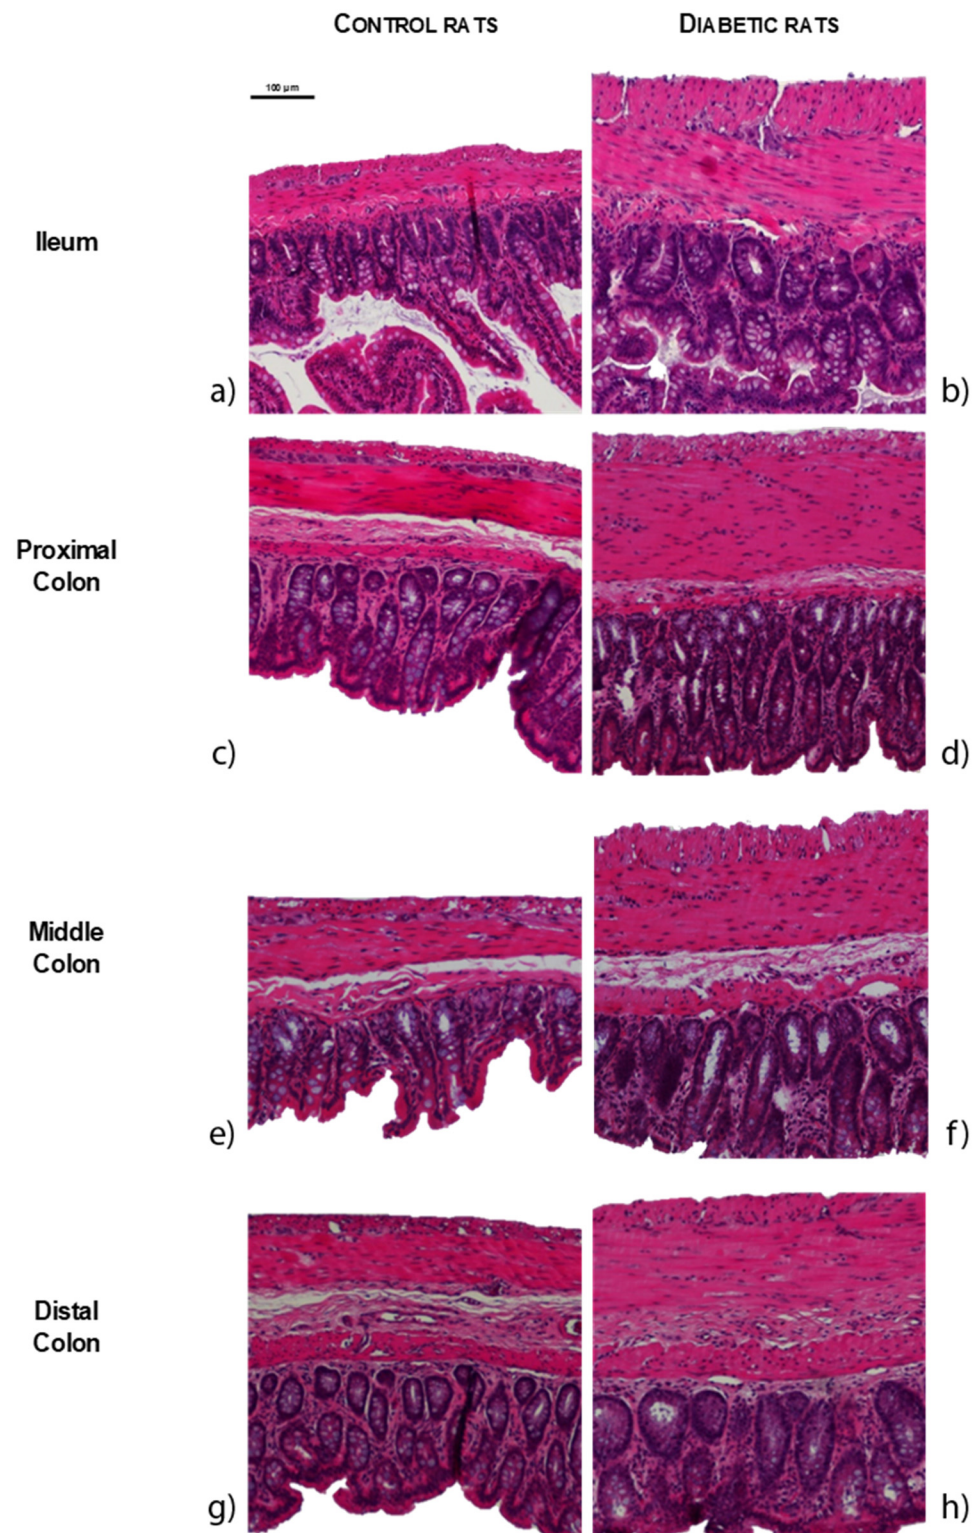 CONTROL RATS
DIABETIC RATS
100 µm
Ileum
a)
b)
Proximal
Colon
c)
d)
Middle
Colon
e)
f)
Distal
Colon
g)
h)